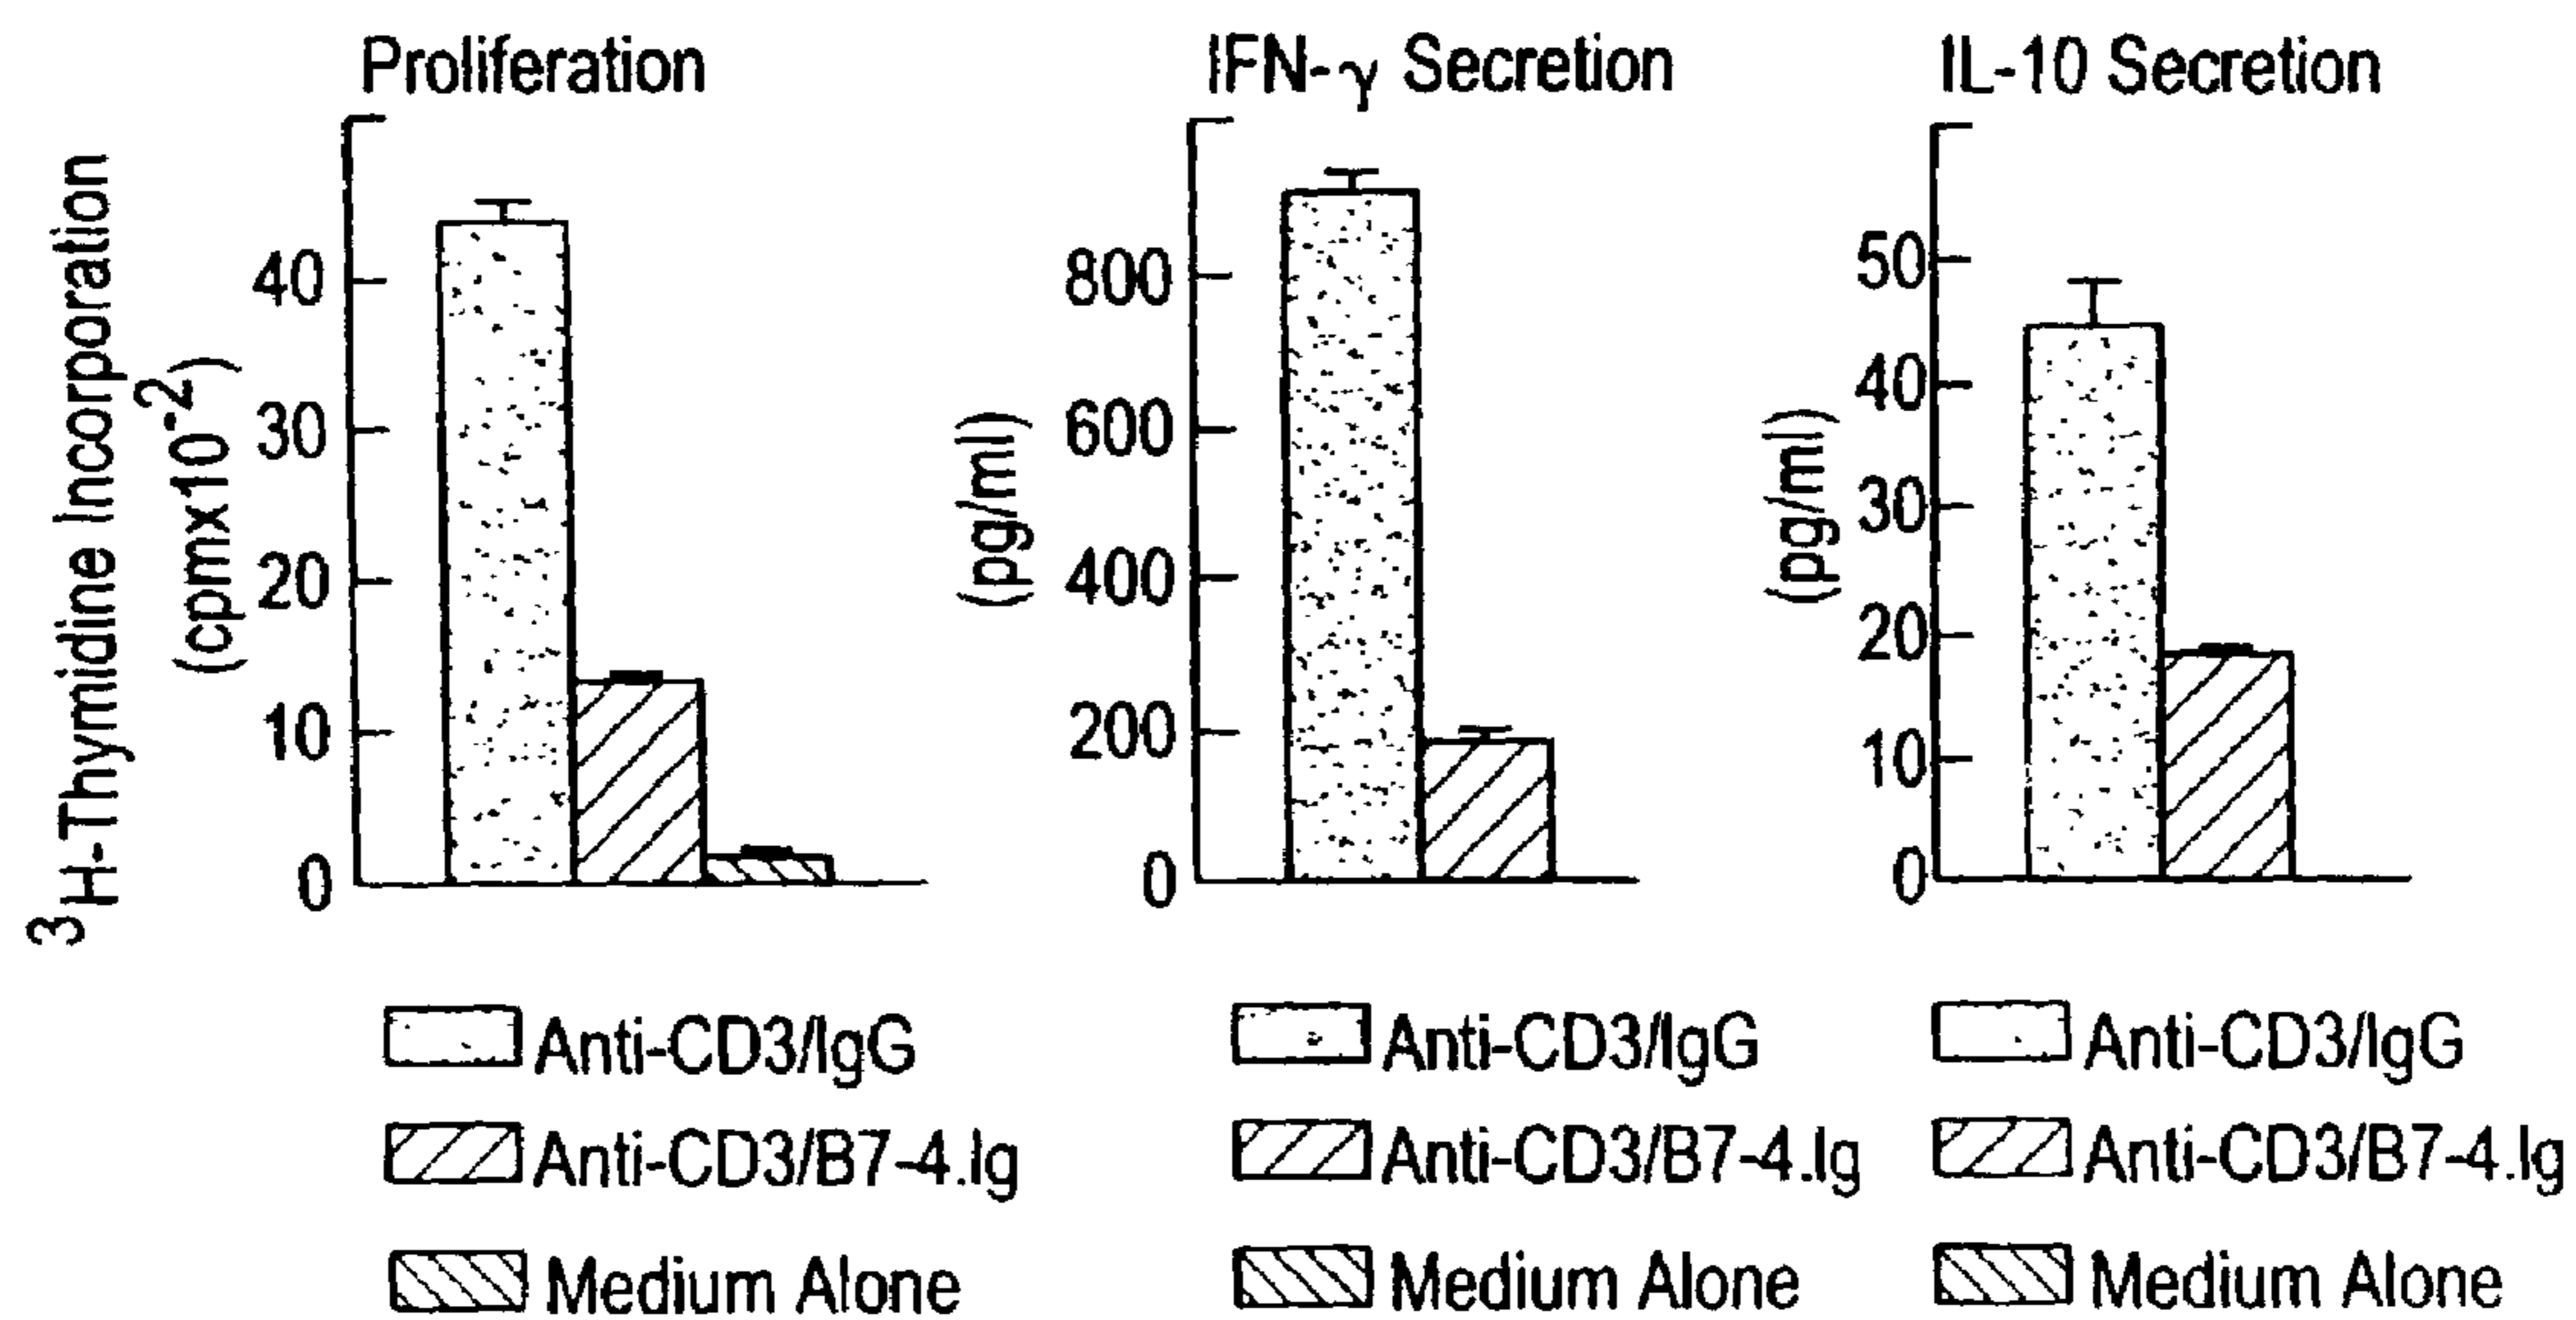 Proliferation
³H-Thymidine Incorporation
(cpmx10⁻²)
40
30
20
10
0
Anti-CD3/IgG
Anti-CD3/B7-4.Ig
Medium Alone
IFN-γ Secretion
(pg/ml)
800
600
400
200
0
Anti-CD3/IgG
Anti-CD3/B7-4.Ig
Medium Alone
IL-10 Secretion
(pg/ml)
50
40
30
20
10
0
Anti-CD3/IgG
Anti-CD3/B7-4.Ig
Medium Alone